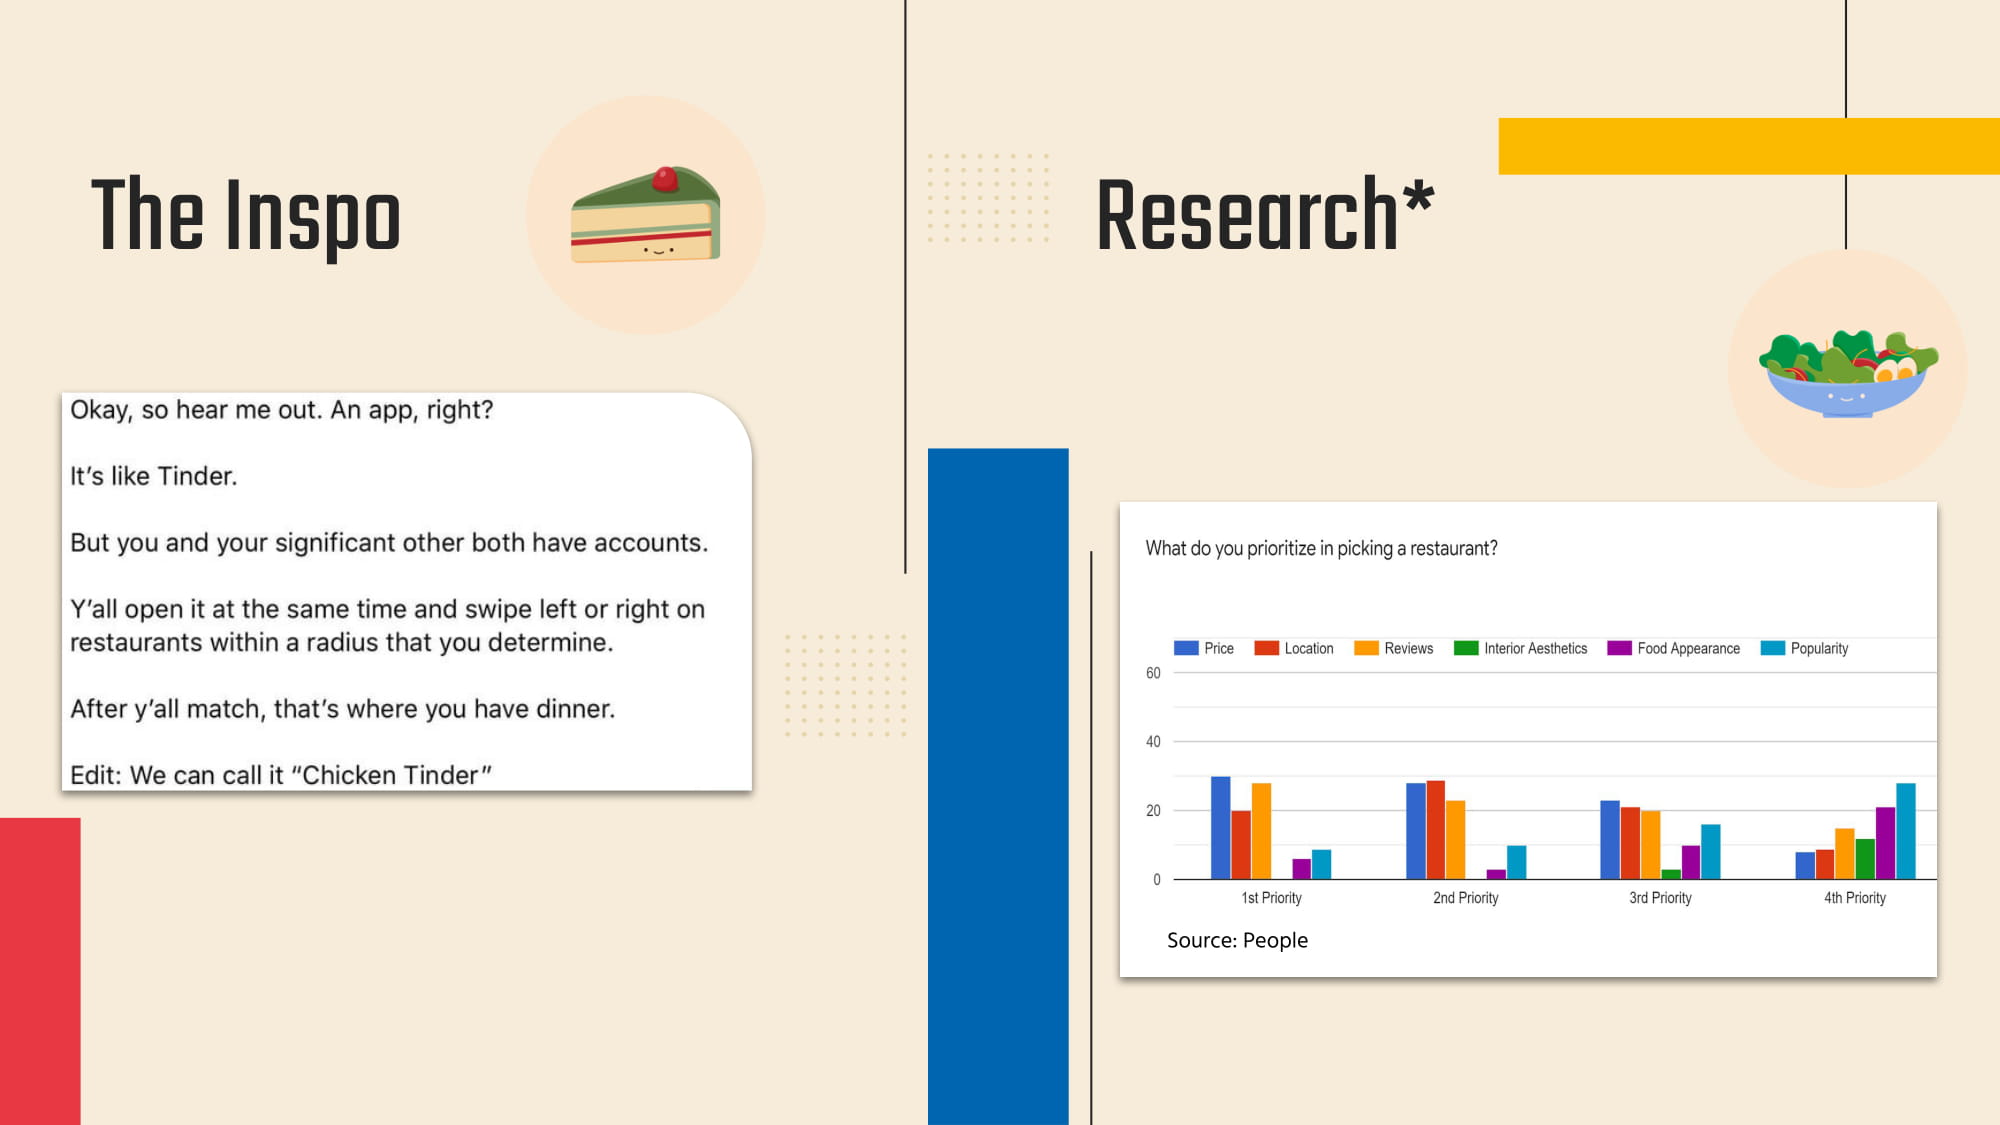 The Inspo
Okay, so hear me out. An app, right?
It's like Tinder.
But you and your significant other both have accounts.
Y'all open it at the same time and swipe left or right on
restaurants within a radius that you determine.
After y'all match, that's where you have dinner.
Edit: We can call it “Chicken Tinder”
Research*
What do you prioritize in picking a restaurant?
Price Location Reviews Interior Aesthetics Food Appearance Popularity
60
40
20
0
1st Priority 2nd Priority 3rd Priority 4th Priority
Source: People